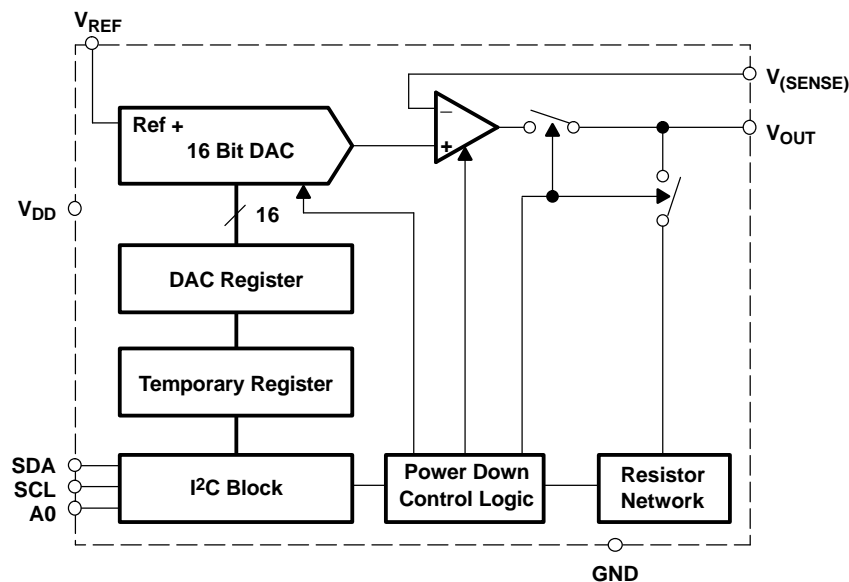 VREF
V(SENSE)
Ref +
16 Bit DAC
–
+
VOUT
VDD
16
DAC Register
Temporary Register
SDA
SCL
A0
I2C Block
Power Down
Control Logic
Resistor
Network
GND